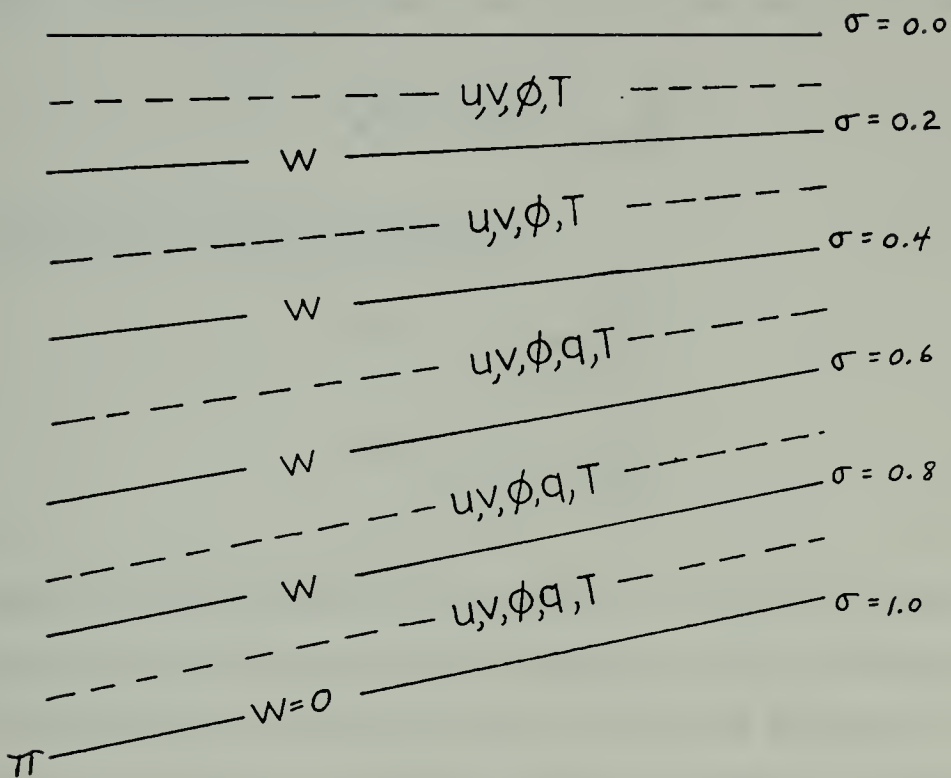 σ = 0.0
u,v,ϕ,T
σ = 0.2
W
u,v,ϕ,T
σ = 0.4
W
u,v,ϕ,q,T
σ = 0.6
W
u,v,ϕ,q,T
σ = 0.8
W
u,v,ϕ,q,T
σ = 1.0
W=0
π